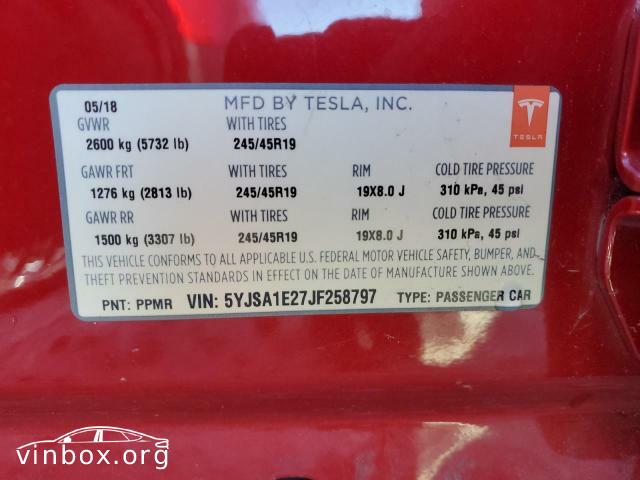 05/18 MFD BY TESLA, INC.
GVWR WITH TIRES
2600 kg (5732 lb) 245/45R19
TESLA
GAWR FRT WITH TIRES RIM COLD TIRE PRESSURE
1276 kg (2813 lb) 245/45R19 19X8.0 J 310 kPa, 45 psi
GAWR RR WITH TIRES RIM COLD TIRE PRESSURE
1500 kg (3307 lb) 245/45R19 19X8.0 J 310 kPa, 45 psi
THIS VEHICLE CONFORMS TO ALL APPLICABLE U.S. FEDERAL MOTOR VEHICLE SAFETY, BUMPER, AND
THEFT PREVENTION STANDARDS IN EFFECT ON THE DATE OF MANUFACTURE SHOWN ABOVE.
PNT: PPMR VIN: 5YJSA1E27JF258797 TYPE: PASSENGER CAR
vinbox.org